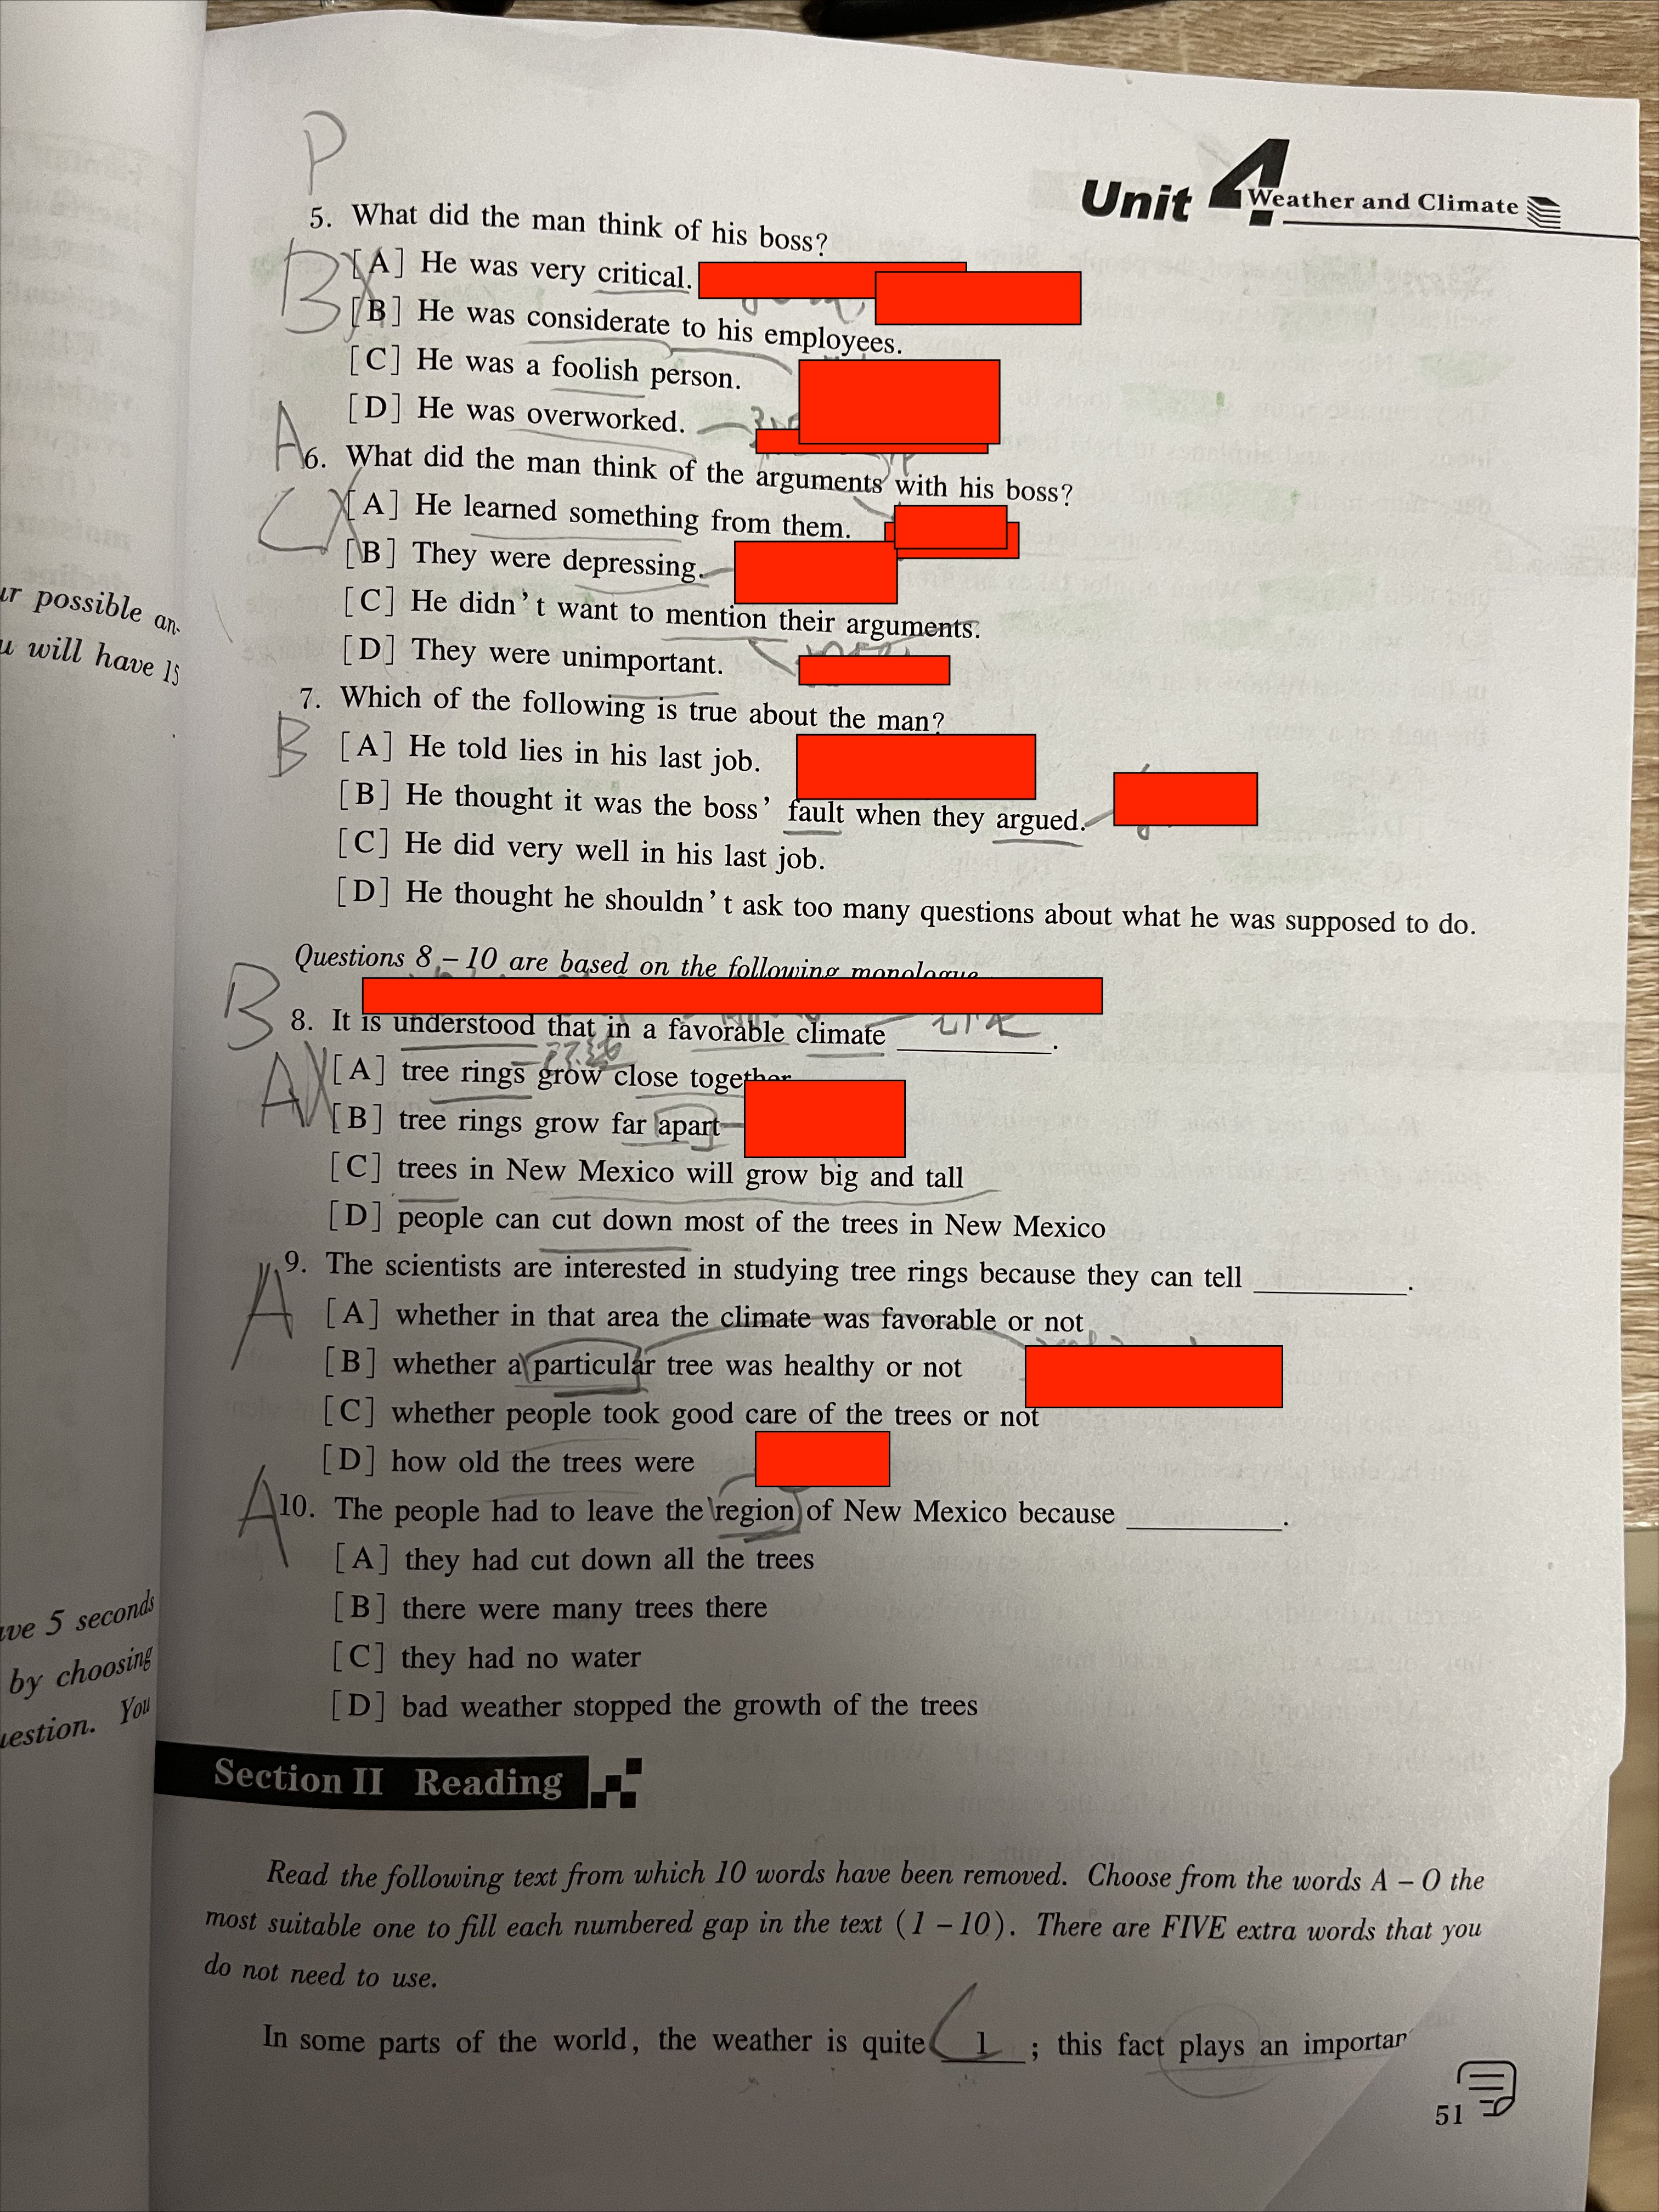 P
Unit 4 Weather and Climate
5. What did the man think of his boss?
B
[A] He was very critical.
[B] He was considerate to his employees.
[C] He was a foolish person.
[D] He was overworked.
A
6. What did the man think of the arguments with his boss?
C
[A] He learned something from them.
[B] They were depressing.
[C] He didn't want to mention their arguments.
[D] They were unimportant.
7. Which of the following is true about the man?
B
[A] He told lies in his last job.
[B] He thought it was the boss' fault when they argued.
[C] He did very well in his last job.
[D] He thought he shouldn't ask too many questions about what he was supposed to do.
Questions 8-10 are based on the following monologue
B
8. It is understood that in a favorable climate ______.
A
[A] tree rings grow close together
[B] tree rings grow far apart
[C] trees in New Mexico will grow big and tall
[D] people can cut down most of the trees in New Mexico
9. The scientists are interested in studying tree rings because they can tell ______.
A
[A] whether in that area the climate was favorable or not
[B] whether a particular tree was healthy or not
[C] whether people took good care of the trees or not
[D] how old the trees were
A
10. The people had to leave the region of New Mexico because ______.
[A] they had cut down all the trees
[B] there were many trees there
[C] they had no water
[D] bad weather stopped the growth of the trees
Section II Reading
Read the following text from which 10 words have been removed. Choose from the words A - O the
most suitable one to fill each numbered gap in the text (1-10). There are FIVE extra words that you
do not need to use.
In some parts of the world, the weather is quite 1 ; this fact plays an importan
51
ur possible an-
u will have 15
ave 5 seconds
by choosing
uestion. You